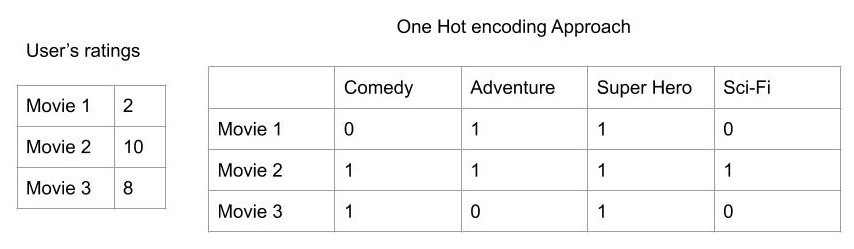 One Hot encoding Approach
User's ratings
Movie 1 2
Movie 2 10
Movie 3 8
Comedy Adventure Super Hero Sci-Fi
Movie 1 0 1 1 0
Movie 2 1 1 1 1
Movie 3 1 0 1 0